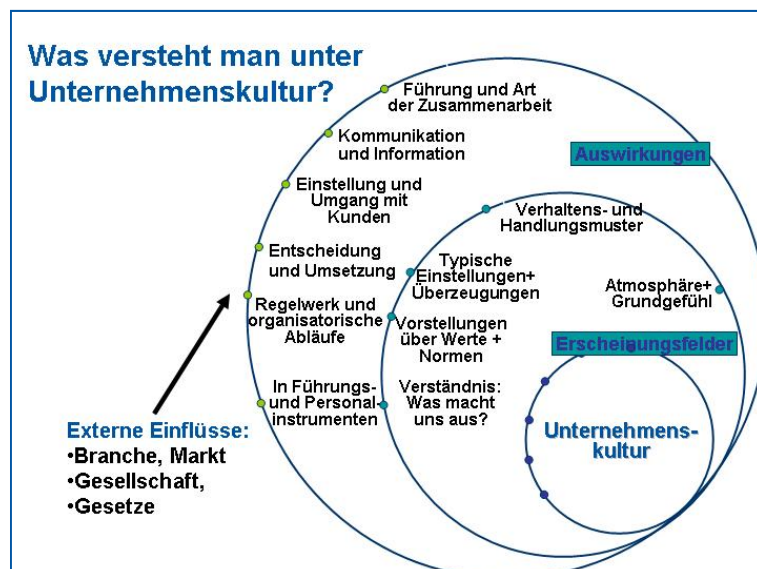 Was versteht man unter
Unternehmenskultur?
Führung und Art
der Zusammenarbeit
Kommunikation
und Information
Auswirkungen
Einstellung und
Umgang mit
Kunden
Verhaltens- und
Handlungsmuster
Entscheidung
und Umsetzung
Typische
Einstellungen+
Überzeugungen
Atmosphäre+
Grundgefühl
Regelwerk und
organisatorische
Abläufe
Vorstellungen
über Werte +
Normen
Erscheinungsfelder
In Führungs-
und Personal-
instrumenten
Verständnis:
Was macht
uns aus?
Unternehmens-
kultur
Externe Einflüsse:
•Branche, Markt
•Gesellschaft,
•Gesetze